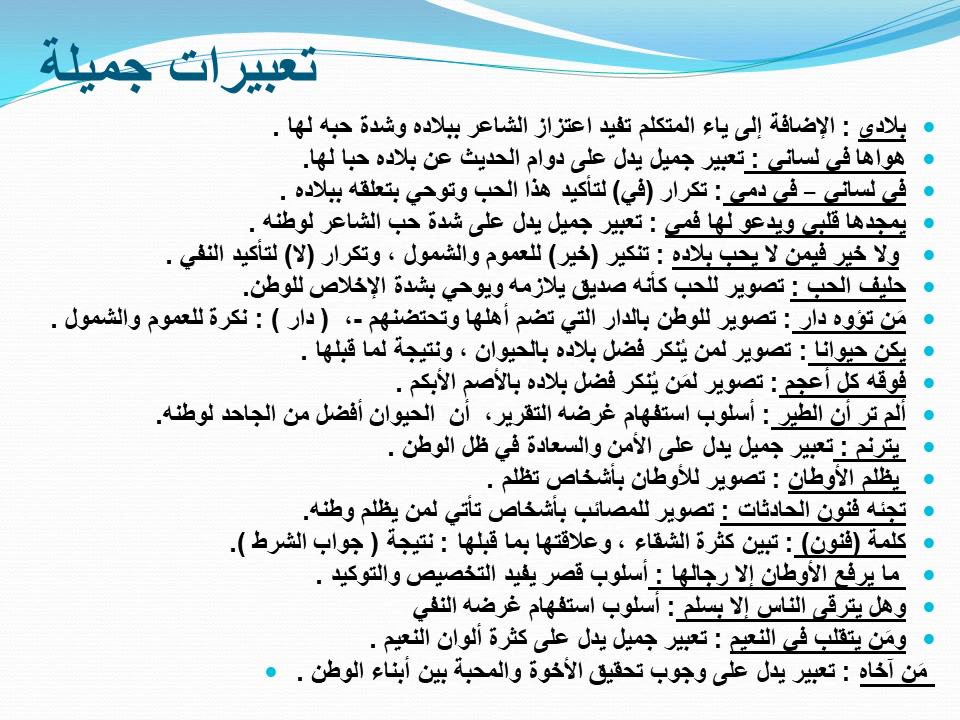 تعبيرات جميلة
بلادي : الإضافة إلى ياء المتكلم تفيد اعتزاز الشاعر ببلاده وشدة حبه لها .
هواها في لساني : تعبير جميل يدل على دوام الحديث عن بلاده حبا لها.
في لساني – في دمي : تكرار (في) لتأكيد هذا الحب وتوحي بتعلقه ببلاده .
يمجدها قلبي ويدعو لها فمي : تعبير جميل يدل على شدة حب الشاعر لوطنه .
ولا خير فيمن لا يحب بلاده : تنكير (خير) للعموم والشمول ، وتكرار (لا) لتأكيد النفي .
حليف الحب : تصوير للحب كأنه صديق يلازمه ويوحي بشدة الإخلاص للوطن.
مَن تؤوه دار : تصوير للوطن بالدار التي تضم أهلها وتحتضنهم -، ( دار ) : نكرة للعموم والشمول .
يكن حيوانا : تصوير لمن يُنكر فضل بلاده بالحيوان ، ونتيجة لما قبلها .
فوقه كل أعجم : تصوير لمَن يُنكر فضل بلاده بالأصم الأبكم .
ألم تر أن الطير : أسلوب استفهام غرضه التقرير، أن الحيوان أفضل من الجاحد لوطنه.
يترنم : تعبير جميل يدل على الأمن والسعادة في ظل الوطن .
يظلم الأوطان : تصوير للأوطان بأشخاص تظلم .
تجئه فنون الحادثات : تصوير للمصائب بأشخاص تأتي لمن يظلم وطنه.
كلمة (فنون) : تبين كثرة الشقاء ، وعلاقتها بما قبلها : نتيجة ( جواب الشرط ).
ما يرفع الأوطان إلا رجالها : أسلوب قصر يفيد التخصيص والتوكيد .
وهل يترقى الناس إلا بسلم : أسلوب استفهام غرضه النفي
ومَن يتقلب في النعيم : تعبير جميل يدل على كثرة ألوان النعيم .
مَن آخاه : تعبير يدل على وجوب تحقيق الأخوة والمحبة بين أبناء الوطن .